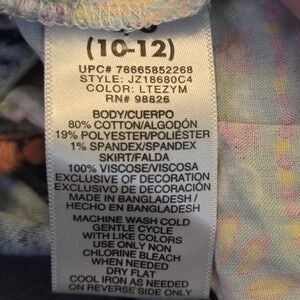 (10-12)
UPC# 78665852268
STYLE: JZ18680C4
COLOR: LTEZYM
RN# 98826
BODY/CUERPO
80% COTTON/ALGODÓN
19% POLYESTER/POLIÉSTER
1% SPANDEX/SPANDEX
SKIRT/FALDA
100% VISCOSE/VISCOSA
EXCLUSIVE OF DECORATION
EXCLUSIVA DE DECORACIÓN
MADE IN BANGLADESH/
HECHO EN BANGLADESH
MACHINE WASH COLD
GENTLE CYCLE
WITH LIKE COLORS
USE ONLY NON
CHLORINE BLEACH
WHEN NEEDED
DRY FLAT
COOL IRON AS NEEDED
ON REVERSE SIDE ONLY